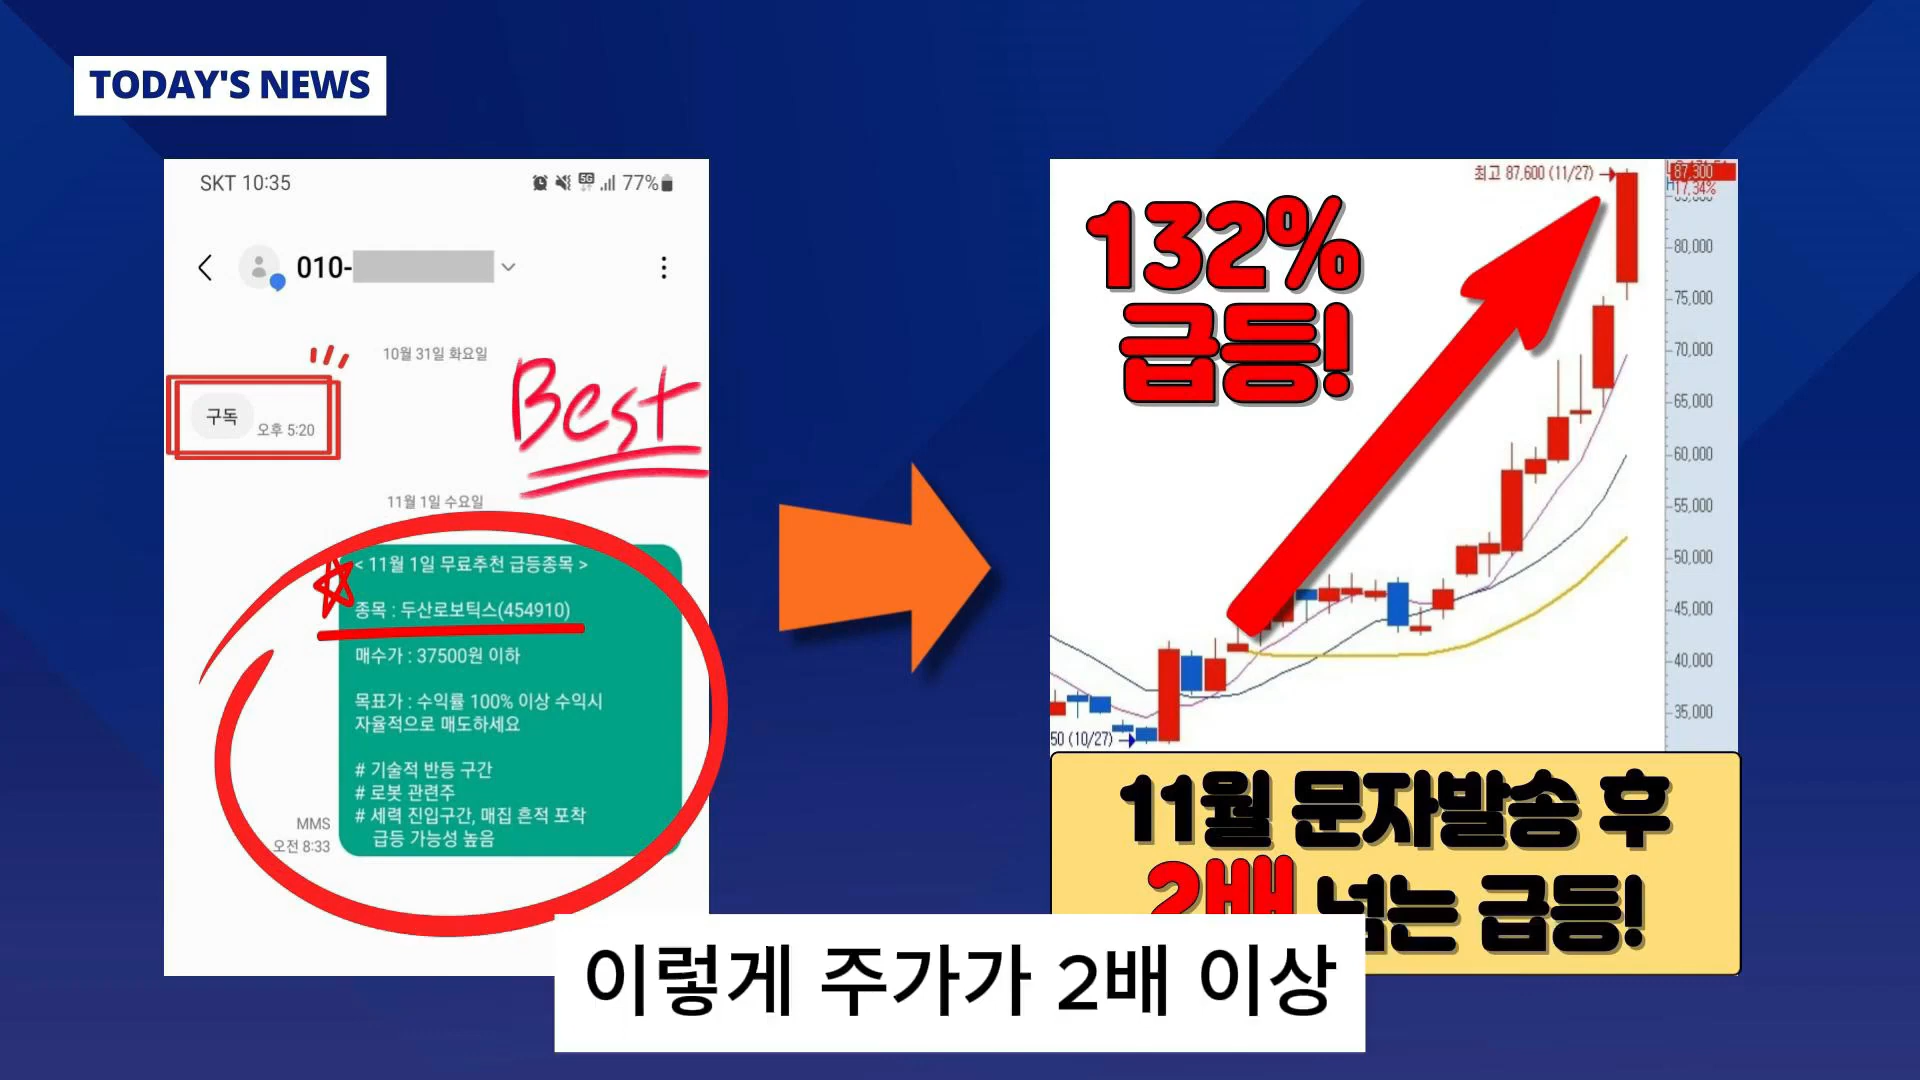 TODAY'S NEWS
SKT 10:35
5G
77%
010-
10월 31일 화요일
구독
오후 5:20
Best
11월 1일 수요일
< 11월 1일 무료추천 급등종목 >
종목 : 두산로보틱스(454910)
매수가 : 37500원 이하
목표가 : 수익률 100% 이상 수익시
자율적으로 매도하세요
# 기술적 반등 구간
# 로봇 관련주
# 세력 진입구간, 매집 흔적 포착
급등 가능성 높음
MMS
오전 8:33
132%
급등!
최고 87,600 (11/27)
87,300
17.34%
80,000
75,000
70,000
65,000
60,000
55,000
50,000
45,000
40,000
35,000
50 (10/27)
11월 문자발송 후
2배 넘는 급등!
이렇게 주가가 2배 이상